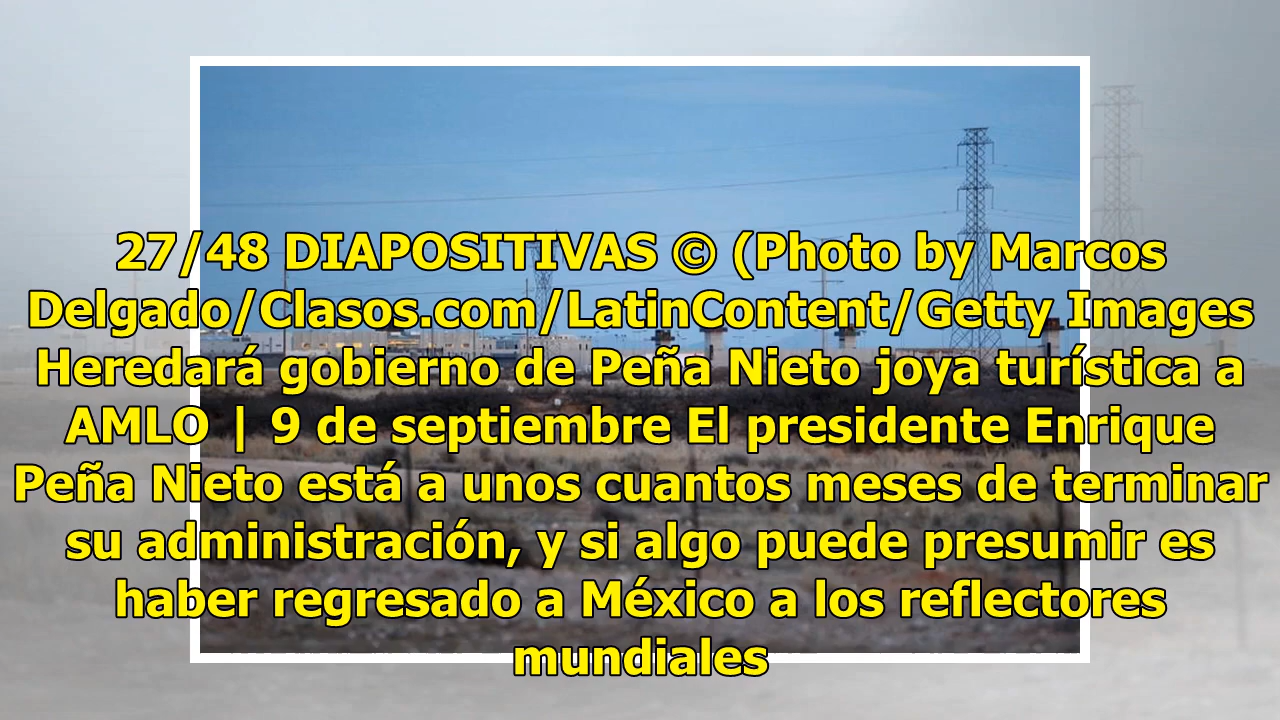 27/48 DIAPOSITIVAS © (Photo by Marcos
Delgado/Clasos.com/LatinContent/Getty Images
Heredará gobierno de Peña Nieto joya turística a
AMLO | 9 de septiembre El presidente Enrique
Peña Nieto está a unos cuantos meses de terminar
su administración, y si algo puede presumir es
haber regresado a México a los reflectores
mundiales